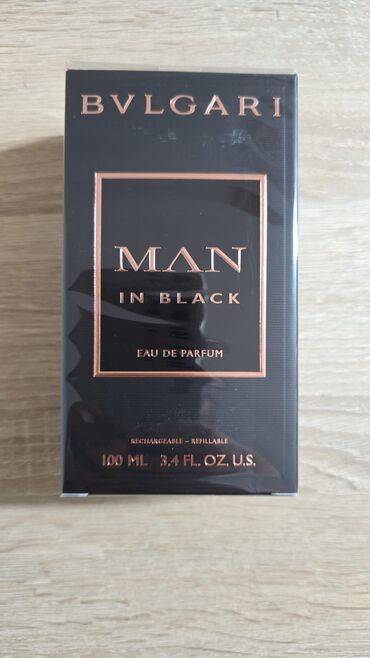 BVLGARI
MAN
IN BLACK
EAU DE PARFUM
RECHARGEABLE – REFILLABLE
100 ML 3.4 FL. OZ. U.S.